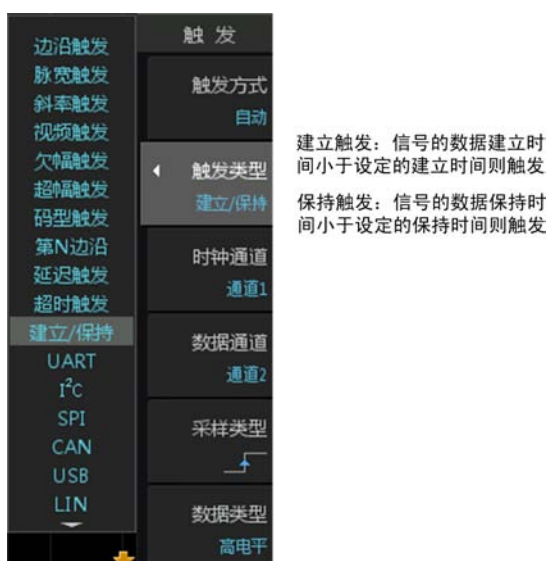 边沿触发
脉宽触发
斜率触发
视频触发
欠幅触发
超幅触发
码型触发
第N边沿
延迟触发
超时触发
建立/保持
UART
I²C
SPI
CAN
USB
LIN
触 发
触发方式
自动
触发类型
建立/保持
时钟通道
通道1
数据通道
通道2
采样类型
数据类型
高电平
建立触发：信号的数据建立时
间小于设定的建立时间则触发
保持触发：信号的数据保持时
间小于设定的保持时间则触发